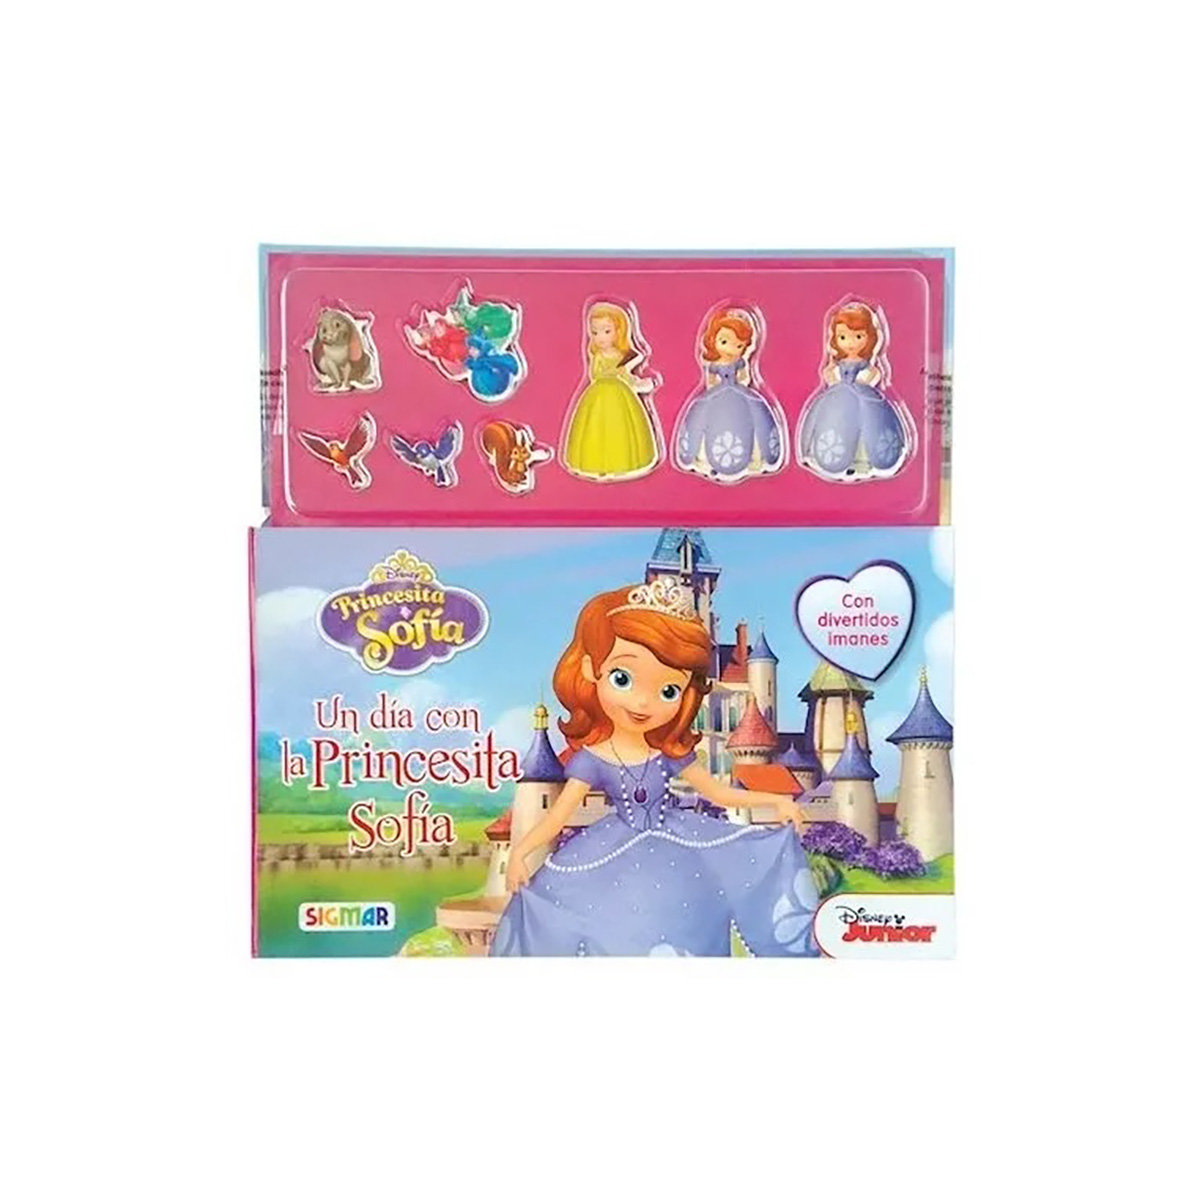 Disney
Princesita
Sofía
Con
divertidos
imanes
Un día con
la Princesita
Sofía
SIGMAR
Disney
Junior